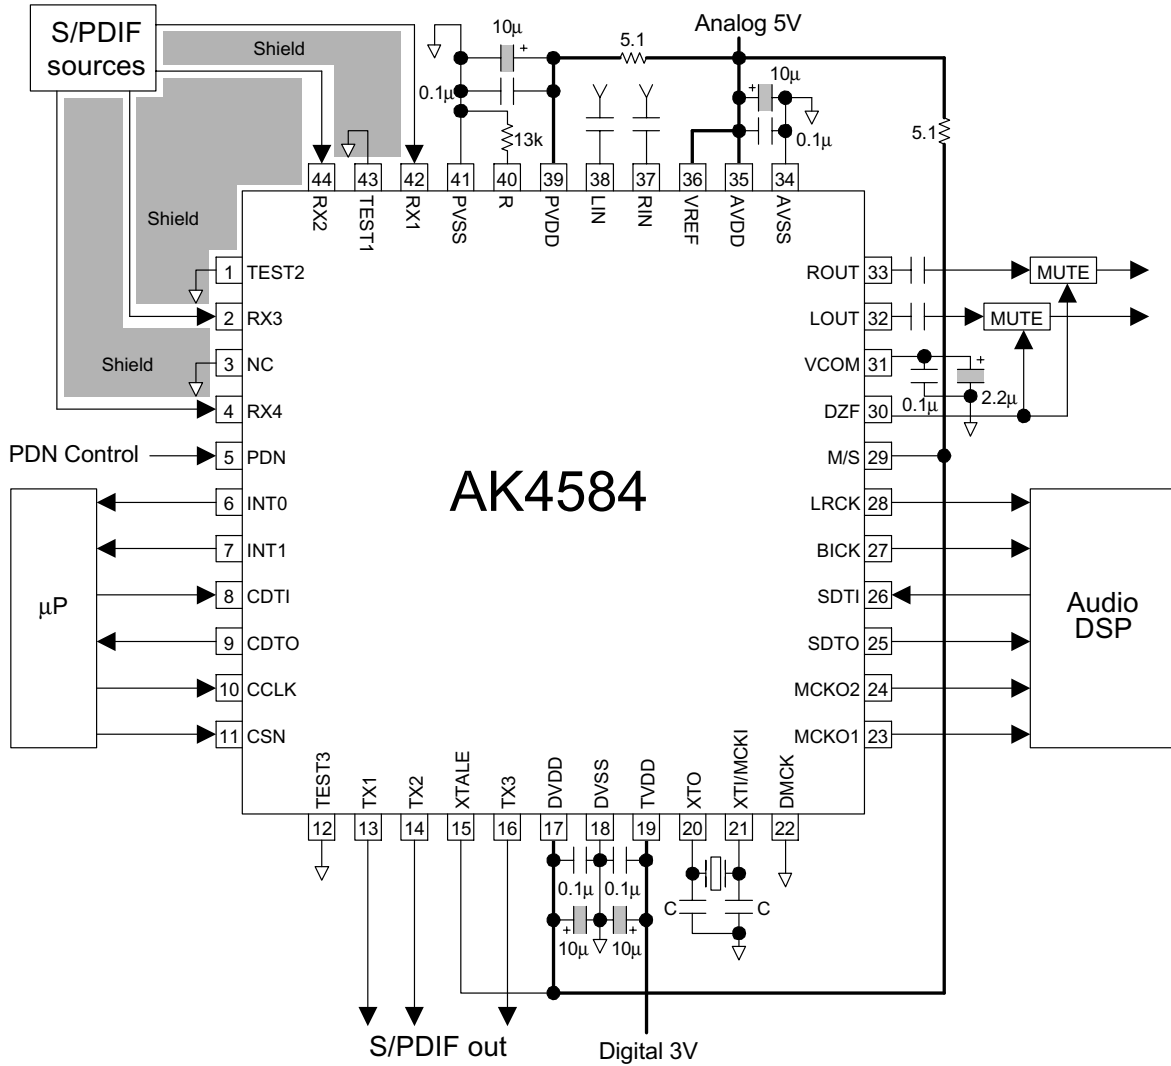 S/PDIF
sources
Shield
Shield
Shield
Analog 5V
10µ
+
0.1µ
13k
5.1
+
10µ
0.1µ
5.1
44
43
42
41
40
39
38
37
36
35
34
RX2
TEST1
RX1
PVSS
R
PVDD
LIN
RIN
VREF
AVDD
AVSS
1 TEST2
2 RX3
3 NC
4 RX4
PDN Control
5 PDN
6 INT0
7 INT1
8 CDTI
9 CDTO
10 CCLK
11 CSN
µP
AK4584
ROUT 33
MUTE
LOUT 32
MUTE
VCOM 31
+
0.1µ
2.2µ
DZF 30
M/S 29
LRCK 28
BICK 27
SDTI 26
SDTO 25
MCKO2 24
MCKO1 23
Audio
DSP
TEST3
TX1
TX2
XTALE
TX3
DVDD
DVSS
TVDD
XTO
XTI/MCKI
DMCK
12
13
14
15
16
17
18
19
20
21
22
0.1µ
0.1µ
C
C
+
10µ
10µ
+
S/PDIF out
Digital 3V